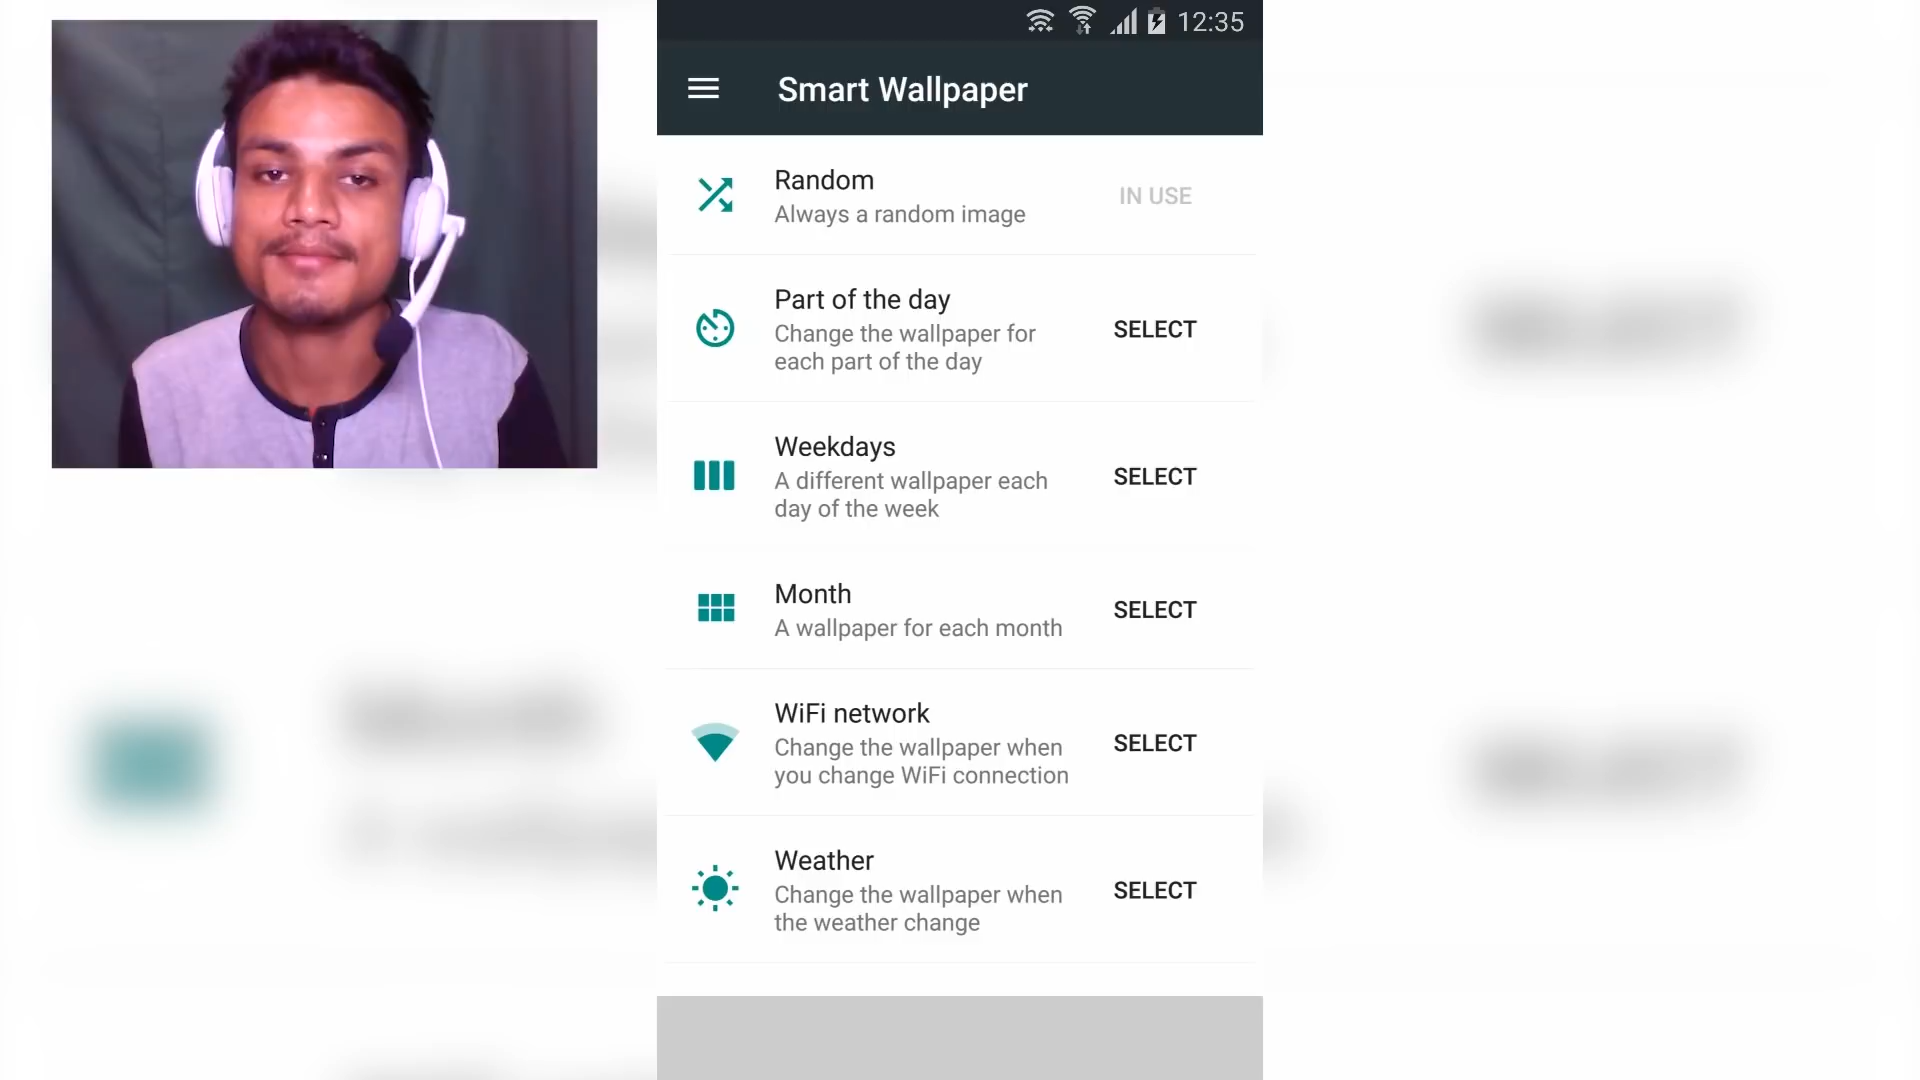 12:35
Smart Wallpaper
Random
Always a random image
IN USE
Part of the day
Change the wallpaper for
each part of the day
SELECT
Weekdays
A different wallpaper each
day of the week
SELECT
Month
A wallpaper for each month
SELECT
WiFi network
Change the wallpaper when
you change WiFi connection
SELECT
Weather
Change the wallpaper when
the weather change
SELECT